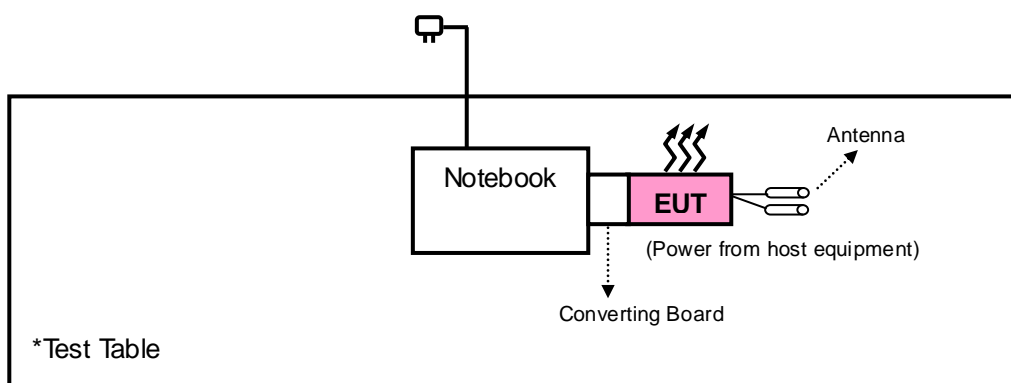 Antenna
Notebook
EUT
(Power from host equipment)
Converting Board
*Test Table